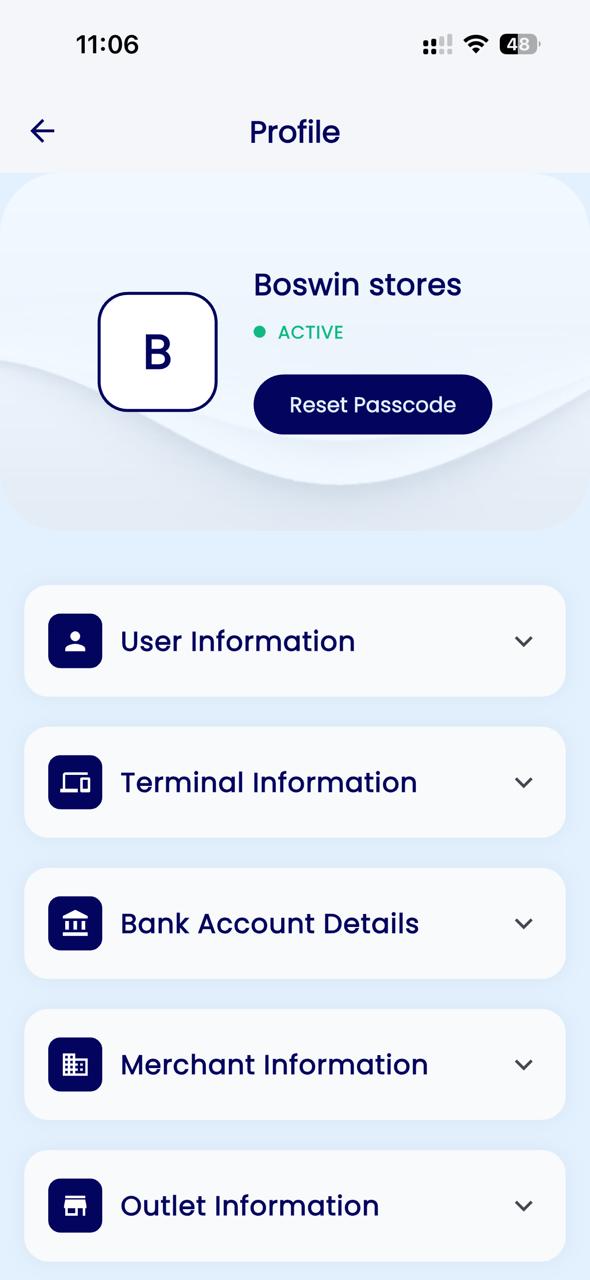 11:06
48
Profile
Boswin stores
B
ACTIVE
Reset Passcode
User Information
Terminal Information
Bank Account Details
Merchant Information
Outlet Information